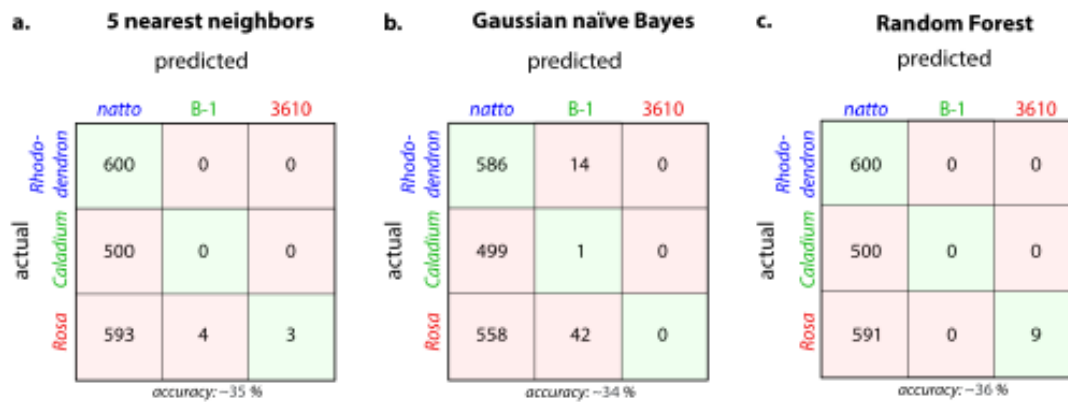 a. 5 nearest neighbors
predicted
natto B-1 3610
actual
Rhodo-
dendron
600 0 0
Caladium
500 0 0
Rosa
593 4 3
accuracy: ~35 %
b. Gaussian naïve Bayes
predicted
natto B-1 3610
actual
Rhodo-
dendron
586 14 0
Caladium
499 1 0
Rosa
558 42 0
accuracy: ~34 %
c. Random Forest
predicted
natto B-1 3610
actual
Rhodo-
dendron
600 0 0
Caladium
500 0 0
Rosa
591 0 9
accuracy: ~36 %